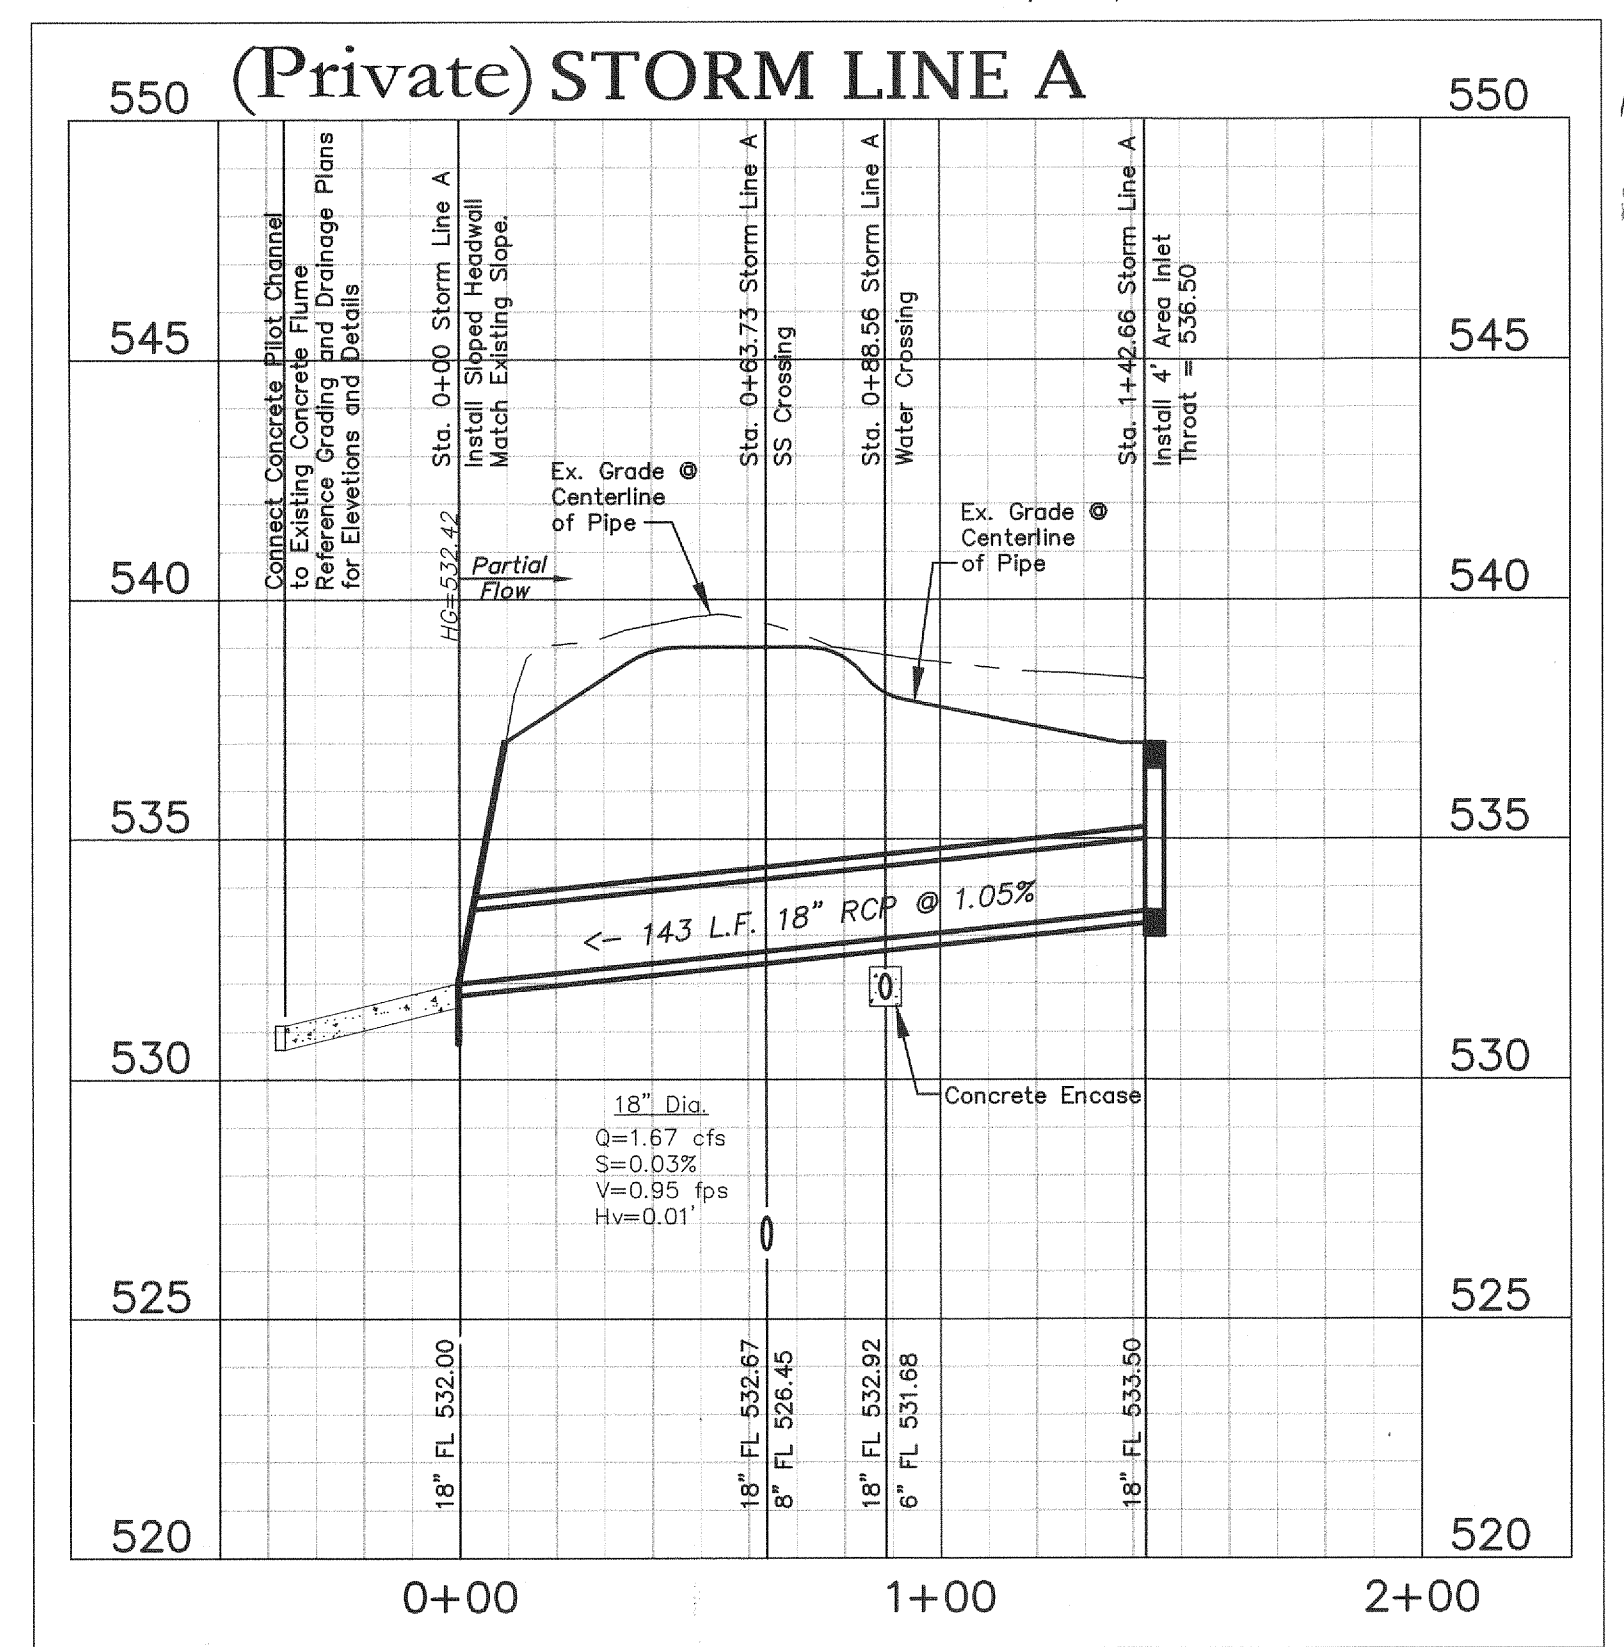 (Private) STORM LINE A
550
550
Connect Concrete Pilot Channel
to Existing Concrete Flume
Reference Grading and Drainage Plans
for Elevetions and Details
Sta. 0+00 Storm Line A
Install Sloped Headwall
Match Existing Slope.
Sta. 0+63.73 Storm Line A
SS Crossing
Sta. 0+88.56 Storm Line A
Water Crossing
Sta. 1+42.66 Storm Line A
Install 4' Area Inlet
Throat = 536.50
545
545
Ex. Grade @
Centerline
of Pipe
Ex. Grade @
Centerline
of Pipe
HG=532.42
Partial
Flow
540
540
535
535
<- 143 L.F. 18" RCP @ 1.05%
530
530
Concrete Encase
18" Dia.
Q=1.67 cfs
S=0.03%
V=0.95 fps
Hv=0.01'
525
525
18" FL 532.00
18" FL 532.67
8" FL 526.45
18" FL 532.92
6" FL 531.68
18" FL 533.50
520
520
0+00
1+00
2+00